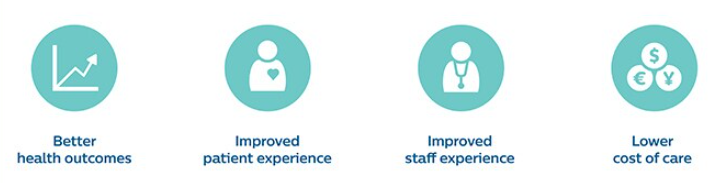 $
€ ¥
Better
health outcomes
Improved
patient experience
Improved
staff experience
Lower
cost of care